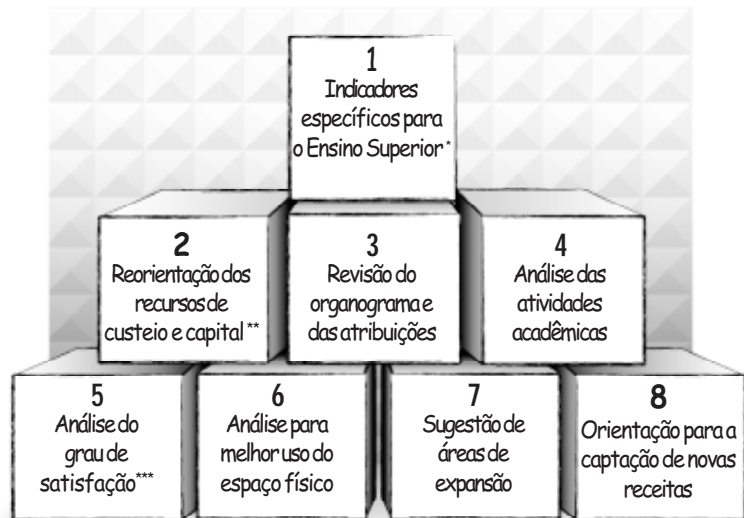 1
Indicadores
específicos para
o Ensino Superior*
2
Reorientação dos
recursos de
custeio e capital**
3
Revisão do
organograma e
das atribuições
4
Análise das
atividades
acadêmicas
5
Análise do
grau de
satisfação***
6
Análise para
melhor uso do
espaço físico
7
Sugestão de
áreas de
expansão
8
Orientação para a
captação de novas
receitas